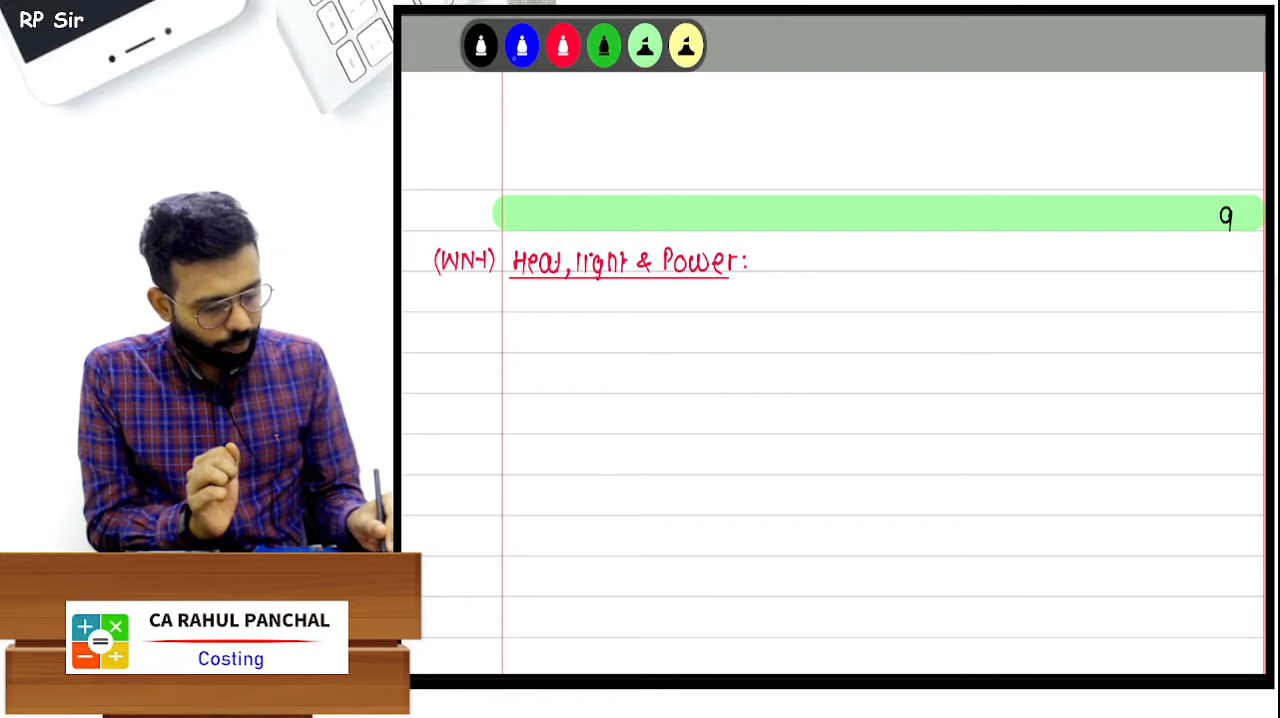 RP Sir
9
(WN-1) Heat, light & Power:
CA RAHUL PANCHAL
Costing